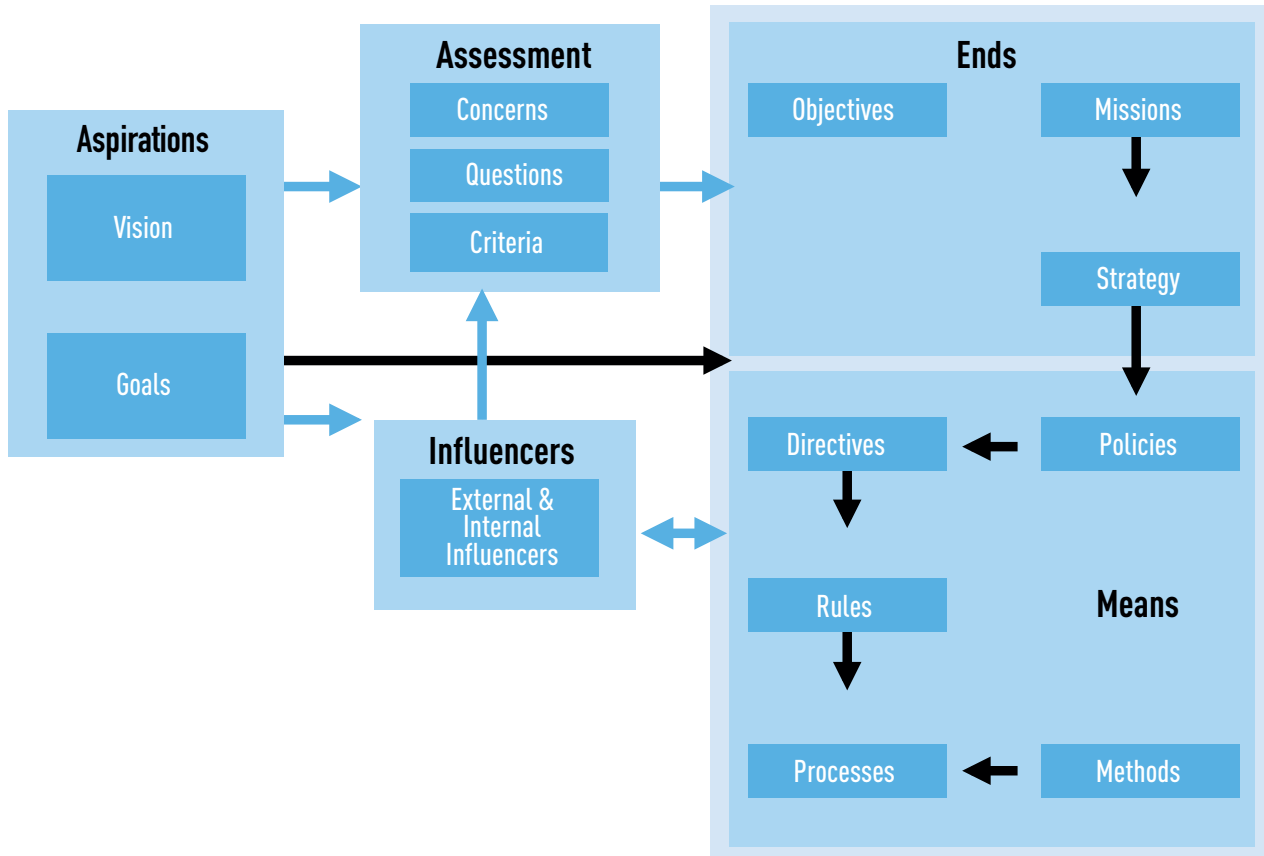 Aspirations
Vision
Goals
Assessment
Concerns
Questions
Criteria
Influencers
External &
Internal
Influencers
Ends
Objectives
Missions
Strategy
Directives
Policies
Rules
Means
Processes
Methods